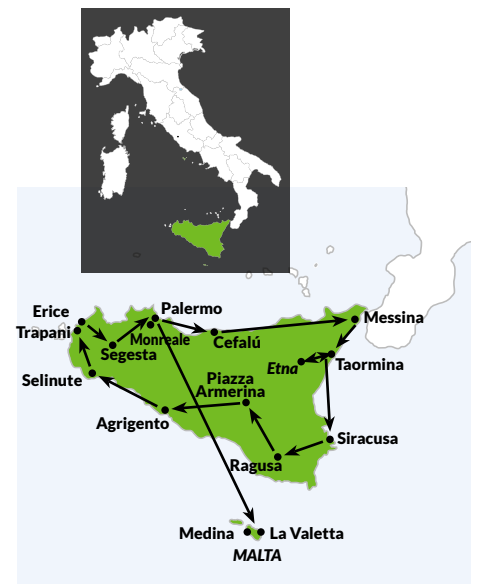 Erice
Trapani
Palermo
Monreale
Segesta
Cefalú
Messina
Etna
Taormina
Selinute
Piazza
Armerina
Agrigento
Siracusa
Ragusa
Medina
La Valetta
MALTA